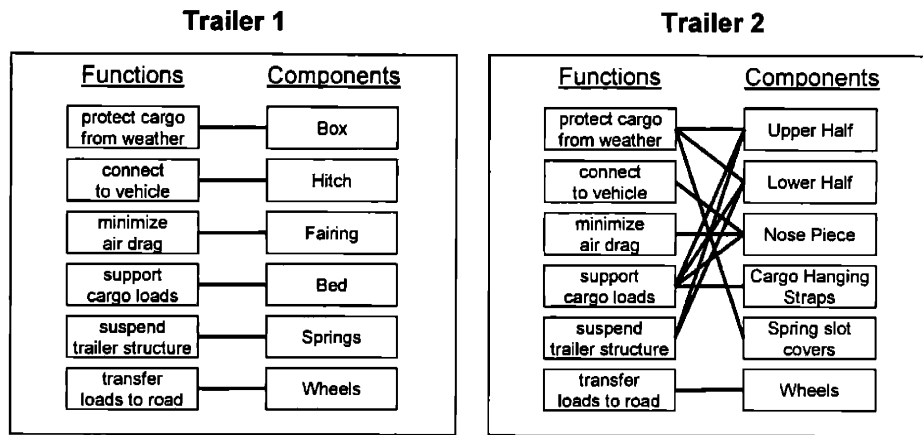 Trailer 1
Functions
Components
protect cargo
from weather
Box
connect
to vehicle
Hitch
minimize
air drag
Fairing
support
cargo loads
Bed
suspend
trailer structure
Springs
transfer
loads to road
Wheels
Trailer 2
Functions
Components
protect cargo
from weather
Upper Half
connect
to vehicle
Lower Half
minimize
air drag
Nose Piece
support
cargo loads
Cargo Hanging
Straps
suspend
trailer structure
Spring slot
covers
transfer
loads to road
Wheels